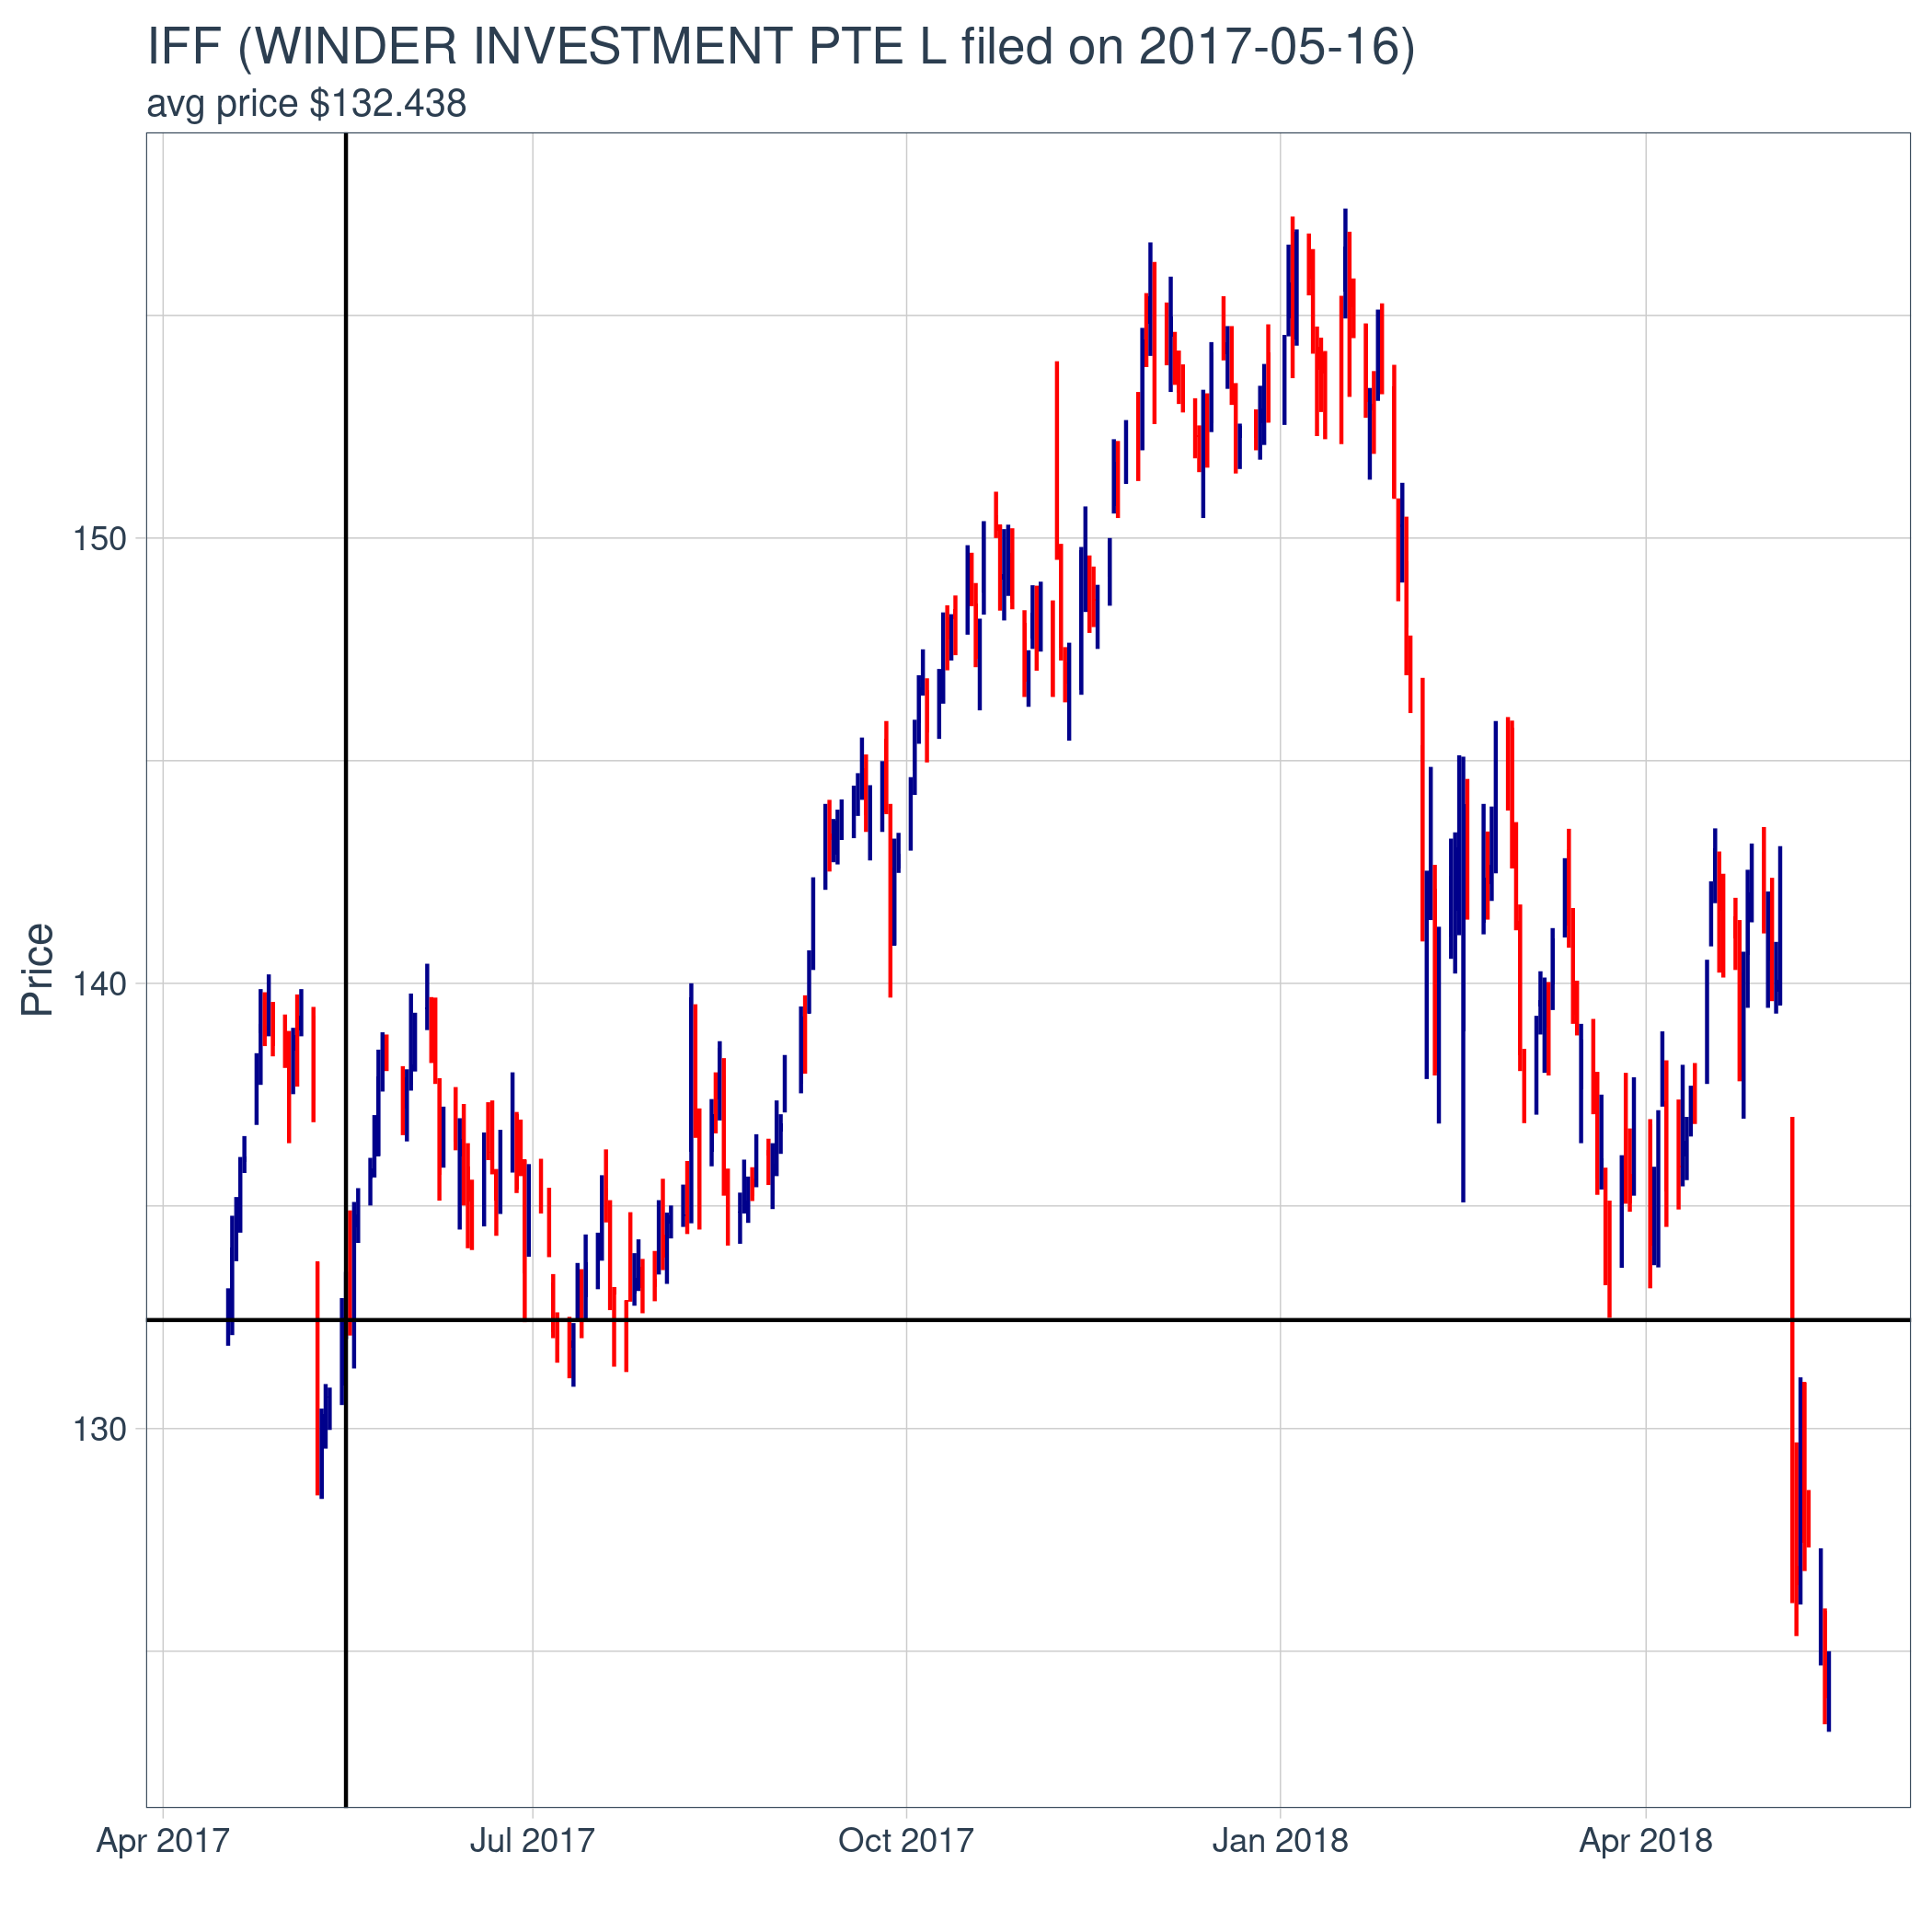 IFF (WINDER INVESTMENT PTE L filed on 2017-05-16)
avg price $132.438
Price
150
140
130
Apr 2017
Jul 2017
Oct 2017
Jan 2018
Apr 2018